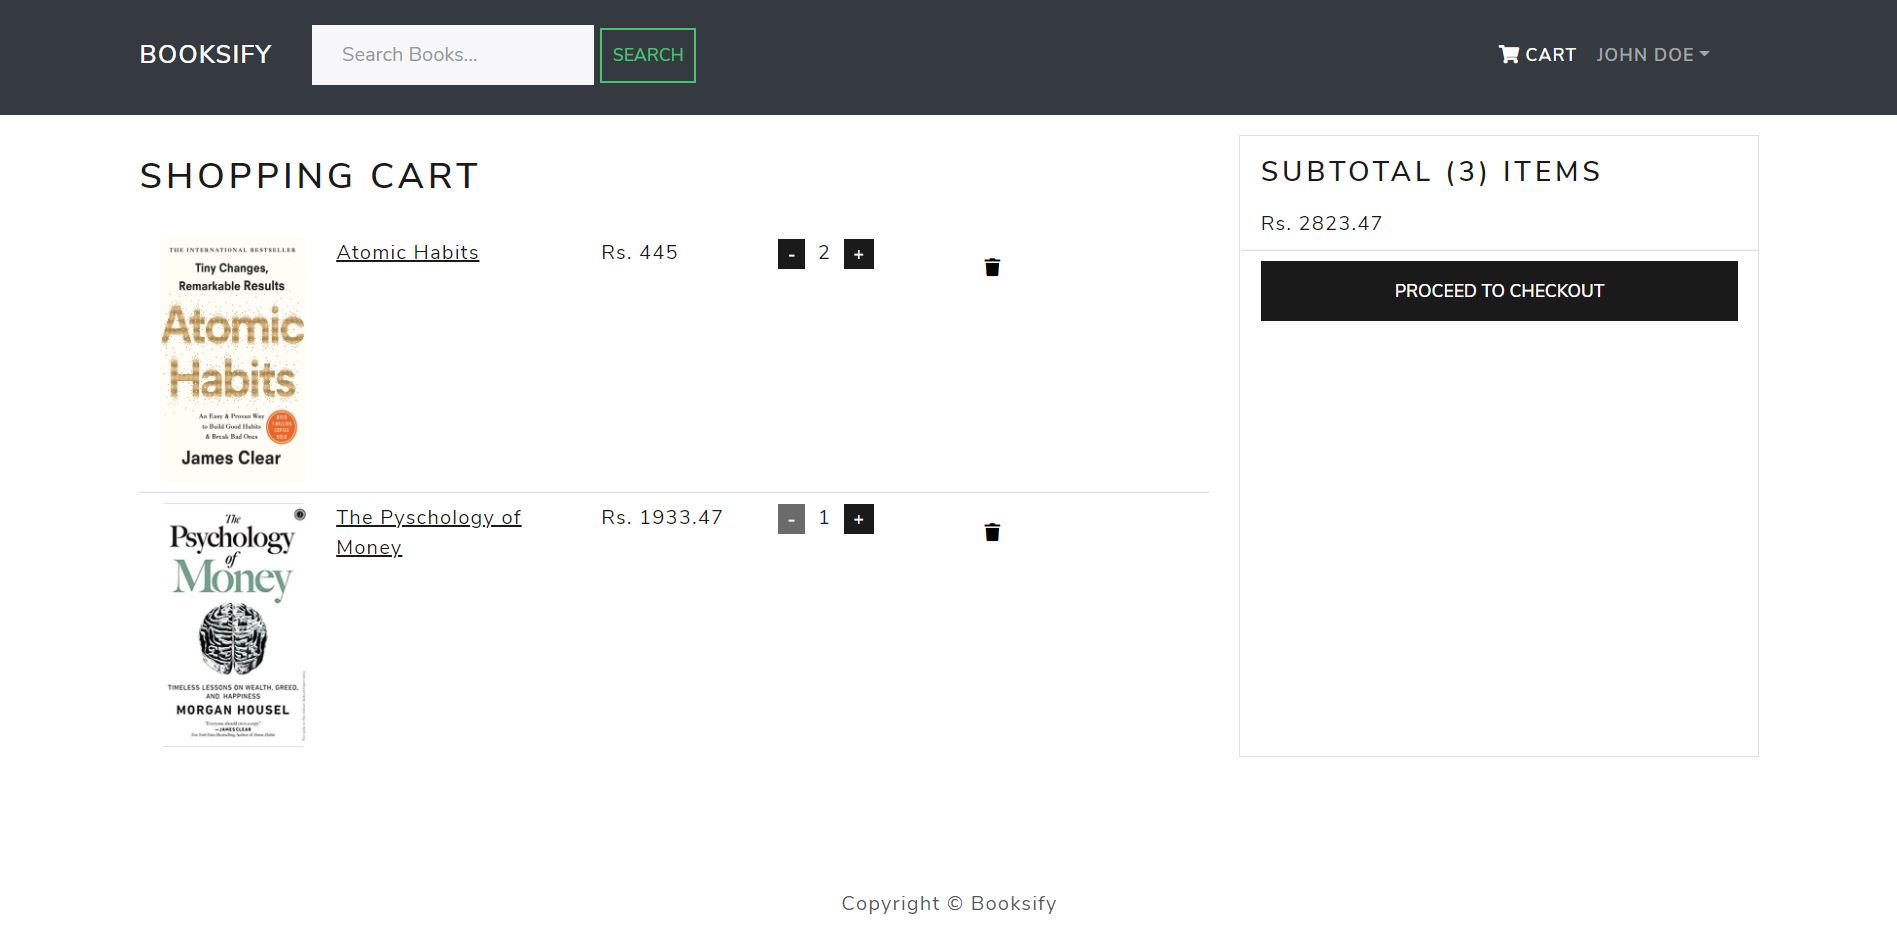 BOOKSIFY
Search Books...
SEARCH
CART
JOHN DOE
SHOPPING CART
THE INTERNATIONAL BESTSELLER
Tiny Changes,
Remarkable Results
Atomic
Habits
An Easy & Proven Way
to Build Good Habits
& Break Bad Ones
James Clear
Atomic Habits
Rs. 445
-
2
+
The
Psychology
of
Money
TIMELESS LESSONS ON WEALTH, GREED,
AND HAPPINESS
MORGAN HOUSEL
—JAMES CLEAR
The Pyschology of
Money
Rs. 1933.47
-
1
+
SUBTOTAL (3) ITEMS
Rs. 2823.47
PROCEED TO CHECKOUT
Copyright © Booksify